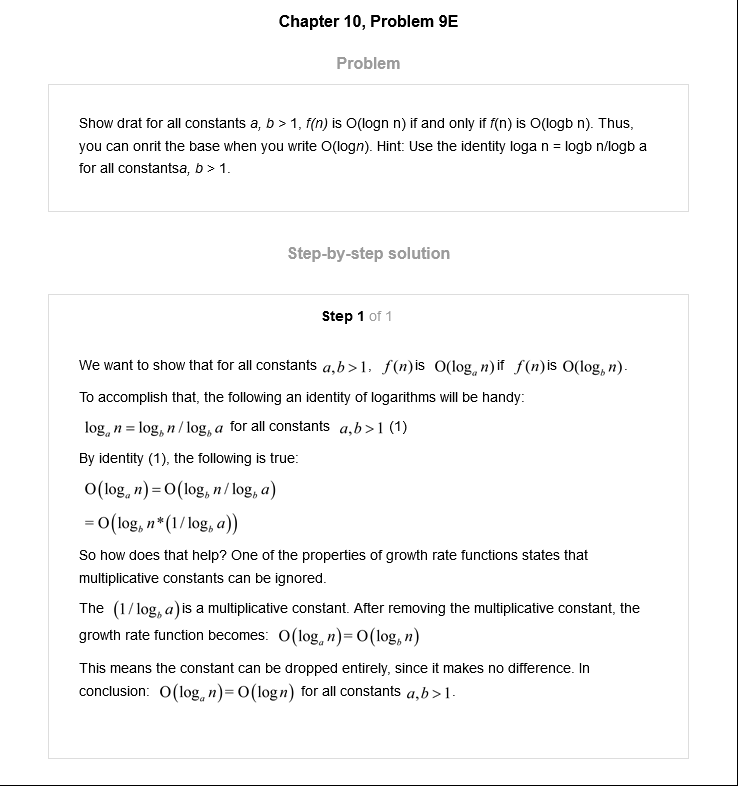 Chapter 10, Problem 9E
Problem
Show drat for all constants a, b > 1, f(n) is O(logn n) if and only if f(n) is O(logb n). Thus,
you can onrit the base when you write O(logn). Hint: Use the identity loga n = logb n/logb a
for all constantsa, b > 1.
Step-by-step solution
Step 1 of 1
We want to show that for all constants a,b>1, f(n) is O(logₐ n) if f(n) is O(log_b n).
To accomplish that, the following an identity of logarithms will be handy:
logₐ n = log_b n / log_b a for all constants a,b>1 (1)
By identity (1), the following is true:
O(logₐ n) = O(log_b n / log_b a)
= O(log_b n*(1/log_b a))
So how does that help? One of the properties of growth rate functions states that
multiplicative constants can be ignored.
The (1/log_b a) is a multiplicative constant. After removing the multiplicative constant, the
growth rate function becomes: O(logₐ n) = O(log_b n)
This means the constant can be dropped entirely, since it makes no difference. In
conclusion: O(logₐ n) = O(log n) for all constants a,b>1.